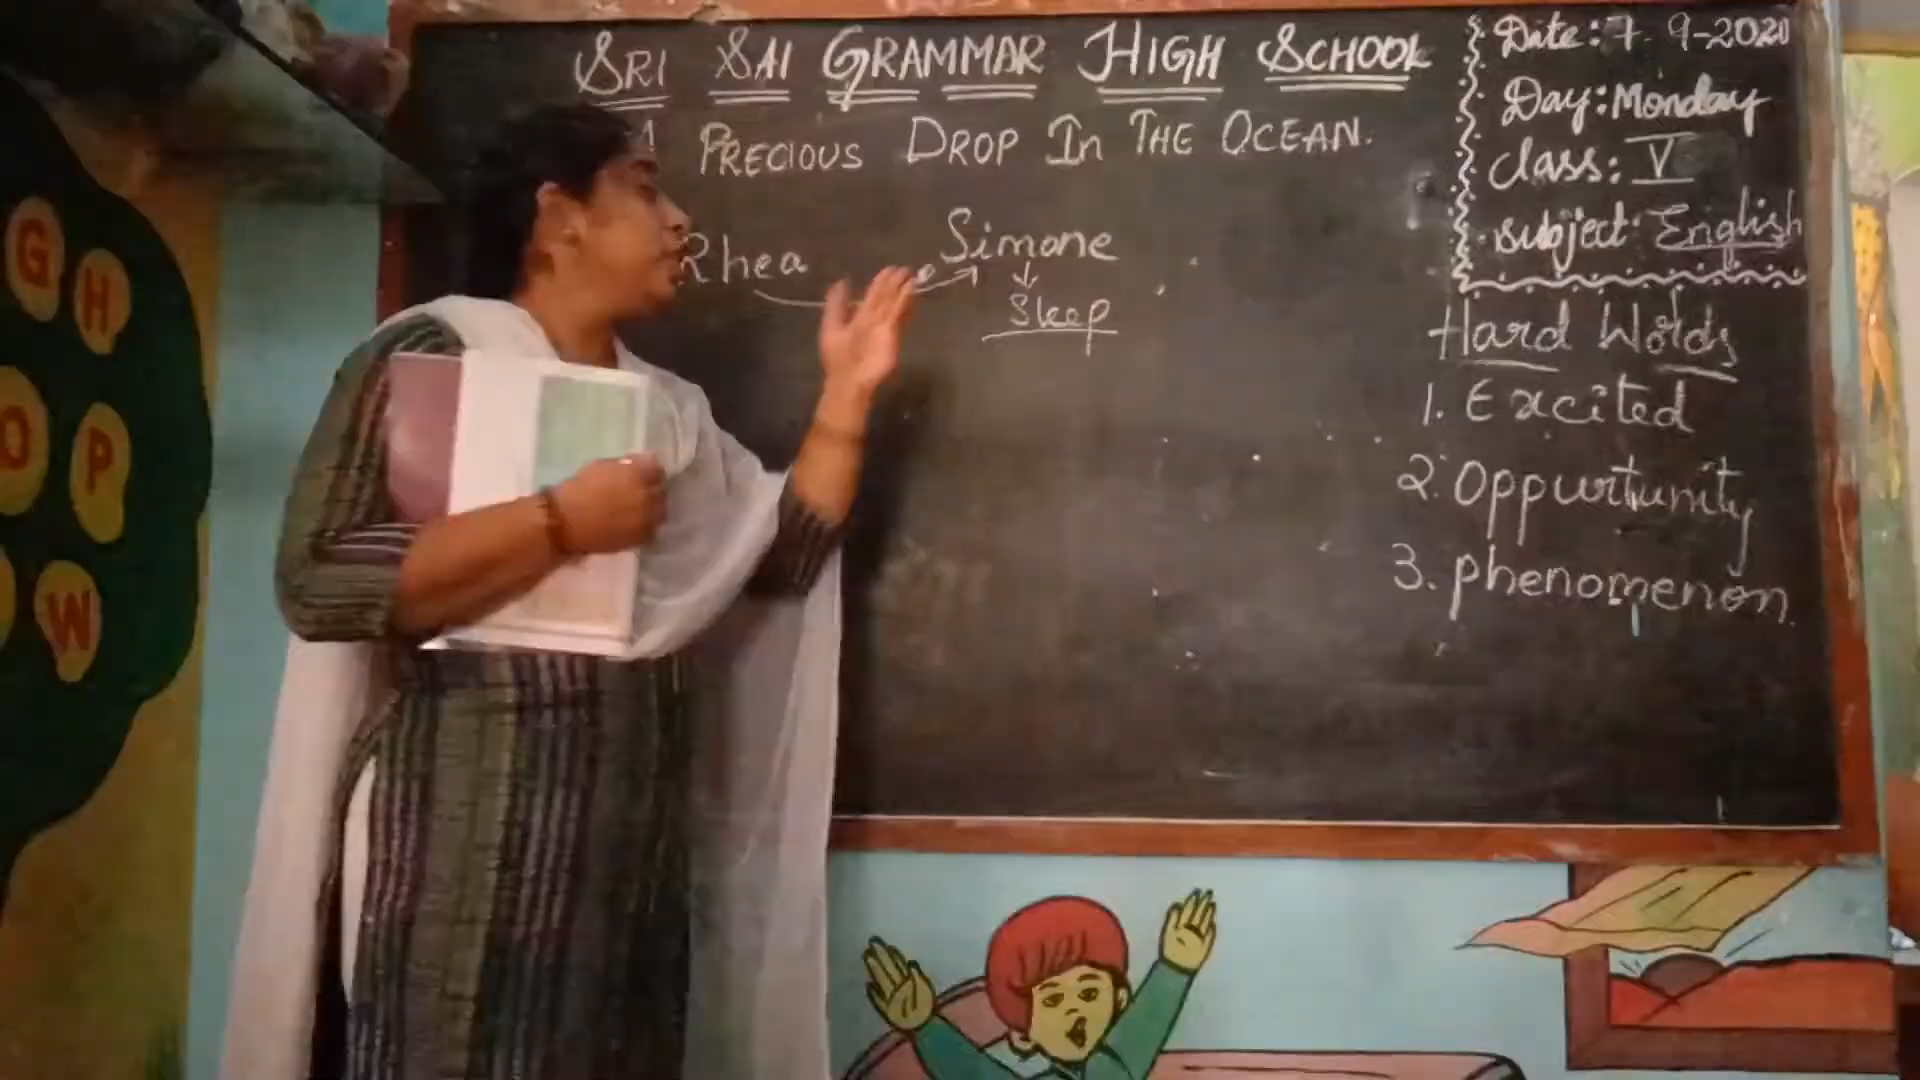 SRI SAI GRAMMAR HIGH SCHOOL
A PRECIOUS DROP In THE OCEAN.
Rhea Simone
Sleep
Date: 7-9-2020
Day: Monday
Class: V
Subject: English
Hard Words
1. Excited
2. Oppurtunity
3. Phenomenon
G
H
O
P
W